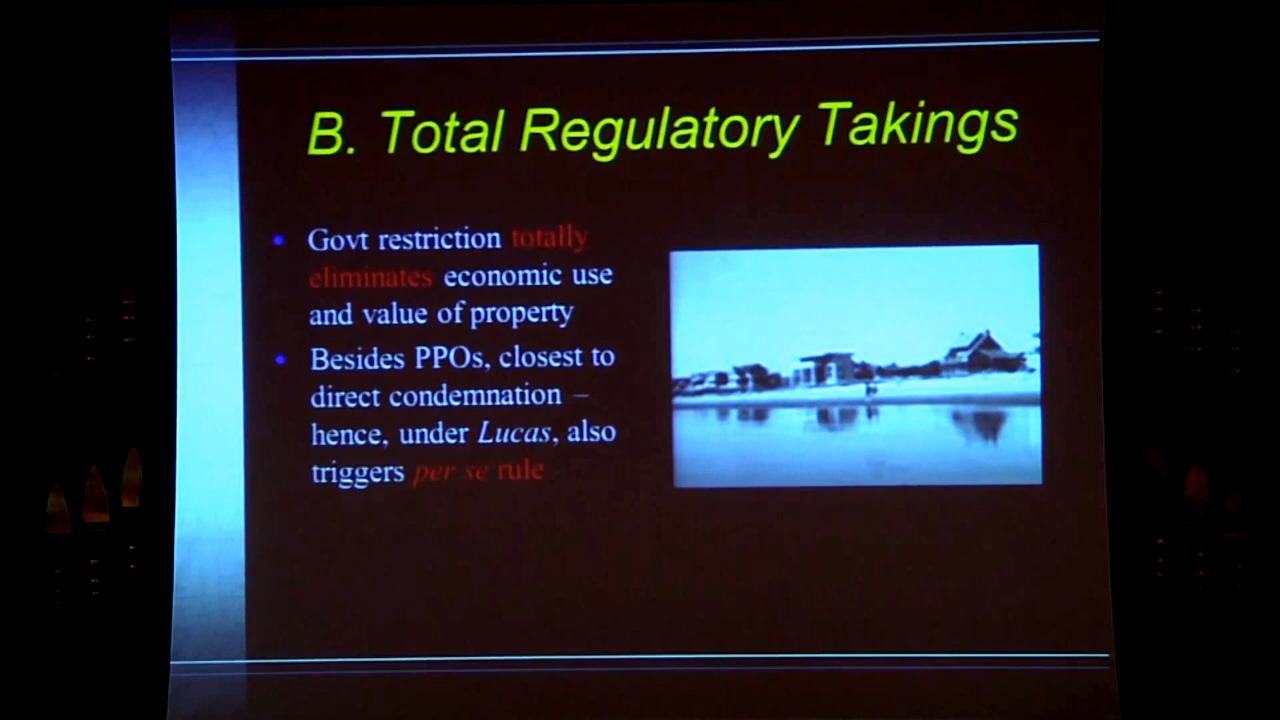 B. Total Regulatory Takings
• Govt restriction totally
eliminates economic use
and value of property
• Besides PPOs, closest to
direct condemnation –
hence, under Lucas, also
triggers per se rule